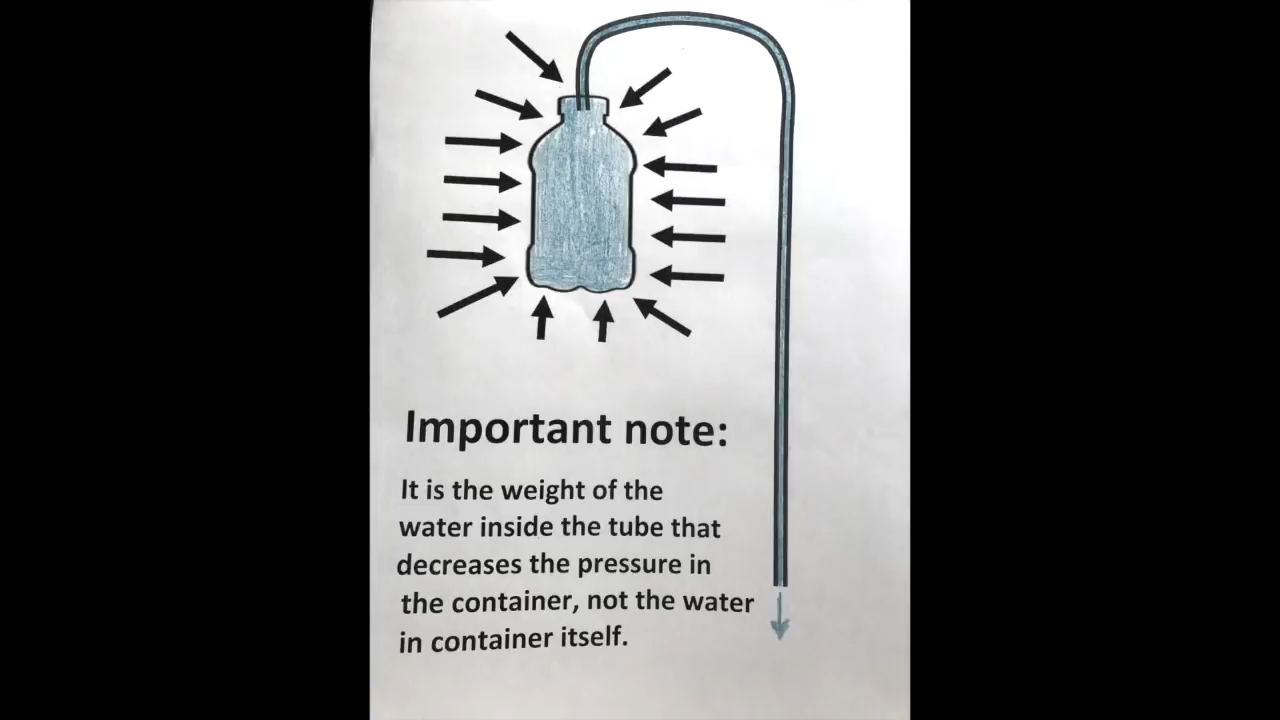 Important note:
It is the weight of the
water inside the tube that
decreases the pressure in
the container, not the water
in container itself.